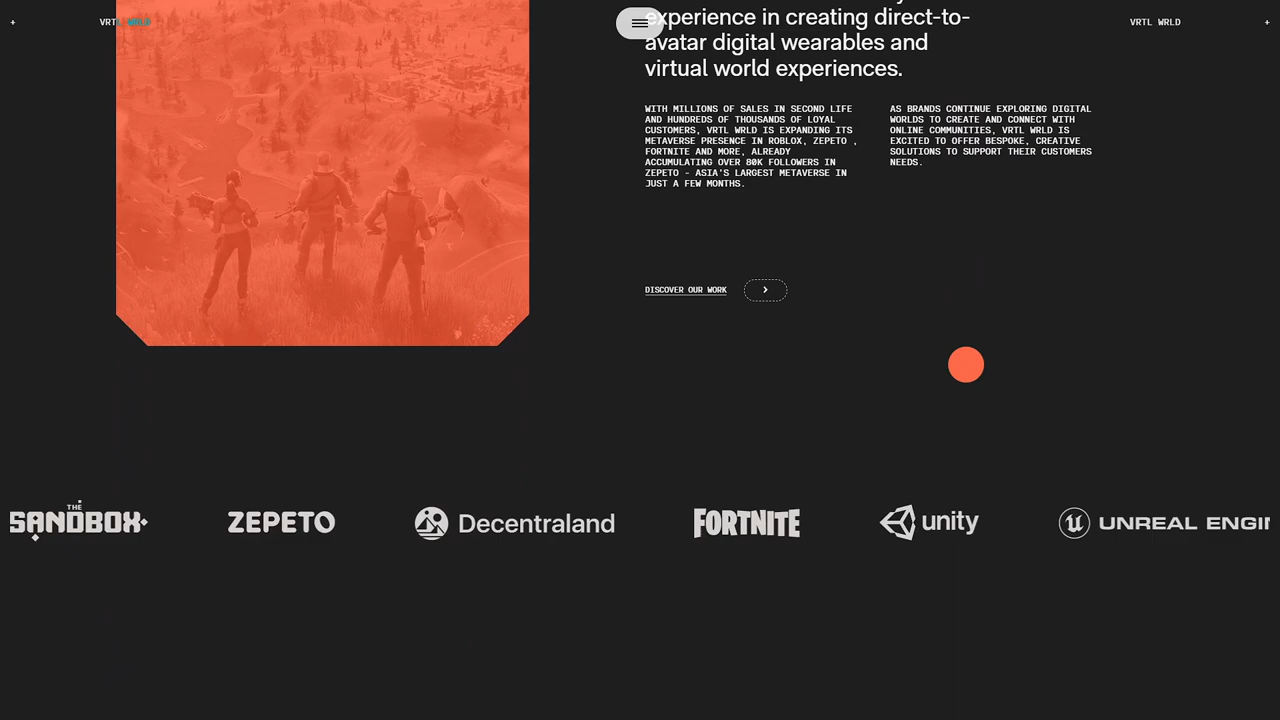 +
VRTL WRLD
VRTL WRLD
+
experience in creating direct-to-
avatar digital wearables and
virtual world experiences.
WITH MILLIONS OF SALES IN SECOND LIFE
AND HUNDREDS OF THOUSANDS OF LOYAL
CUSTOMERS, VRTL WRLD IS EXPANDING ITS
METAVERSE PRESENCE IN ROBLOX, ZEPETO ,
FORTNITE AND MORE, ALREADY
ACCUMULATING OVER 80K FOLLOWERS IN
ZEPETO - ASIA'S LARGEST METAVERSE IN
JUST A FEW MONTHS.
AS BRANDS CONTINUE EXPLORING DIGITAL
WORLDS TO CREATE AND CONNECT WITH
ONLINE COMMUNITIES, VRTL WRLD IS
EXCITED TO OFFER BESPOKE, CREATIVE
SOLUTIONS TO SUPPORT THEIR CUSTOMERS
NEEDS.
DISCOVER OUR WORK
THE
SANDBOX
ZEPETO
Decentraland
FORTNITE
unity
UNREAL ENGI